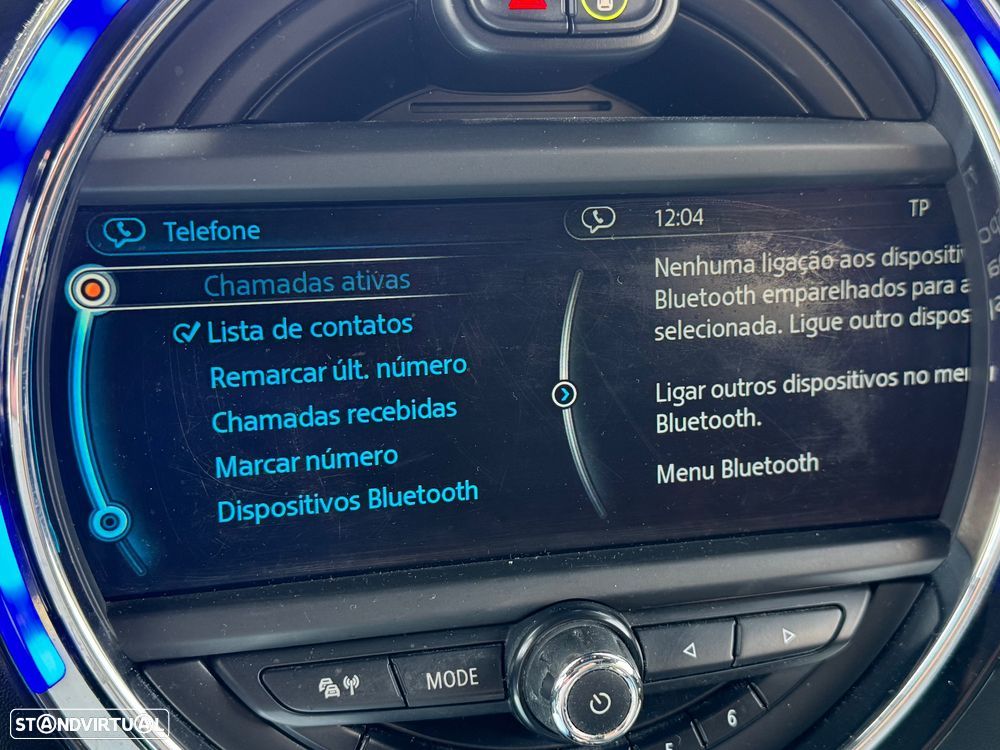 Telefone
Chamadas ativas
Lista de contatos
Remarcar últ. número
Chamadas recebidas
Marcar número
Dispositivos Bluetooth
12:04
TP
Nenhuma ligação aos dispositiv
Bluetooth emparelhados para a
selecionada. Ligue outro dispos
Ligar outros dispositivos no me
Bluetooth.
Menu Bluetooth
MODE
6
5
STANDVIRTUAL